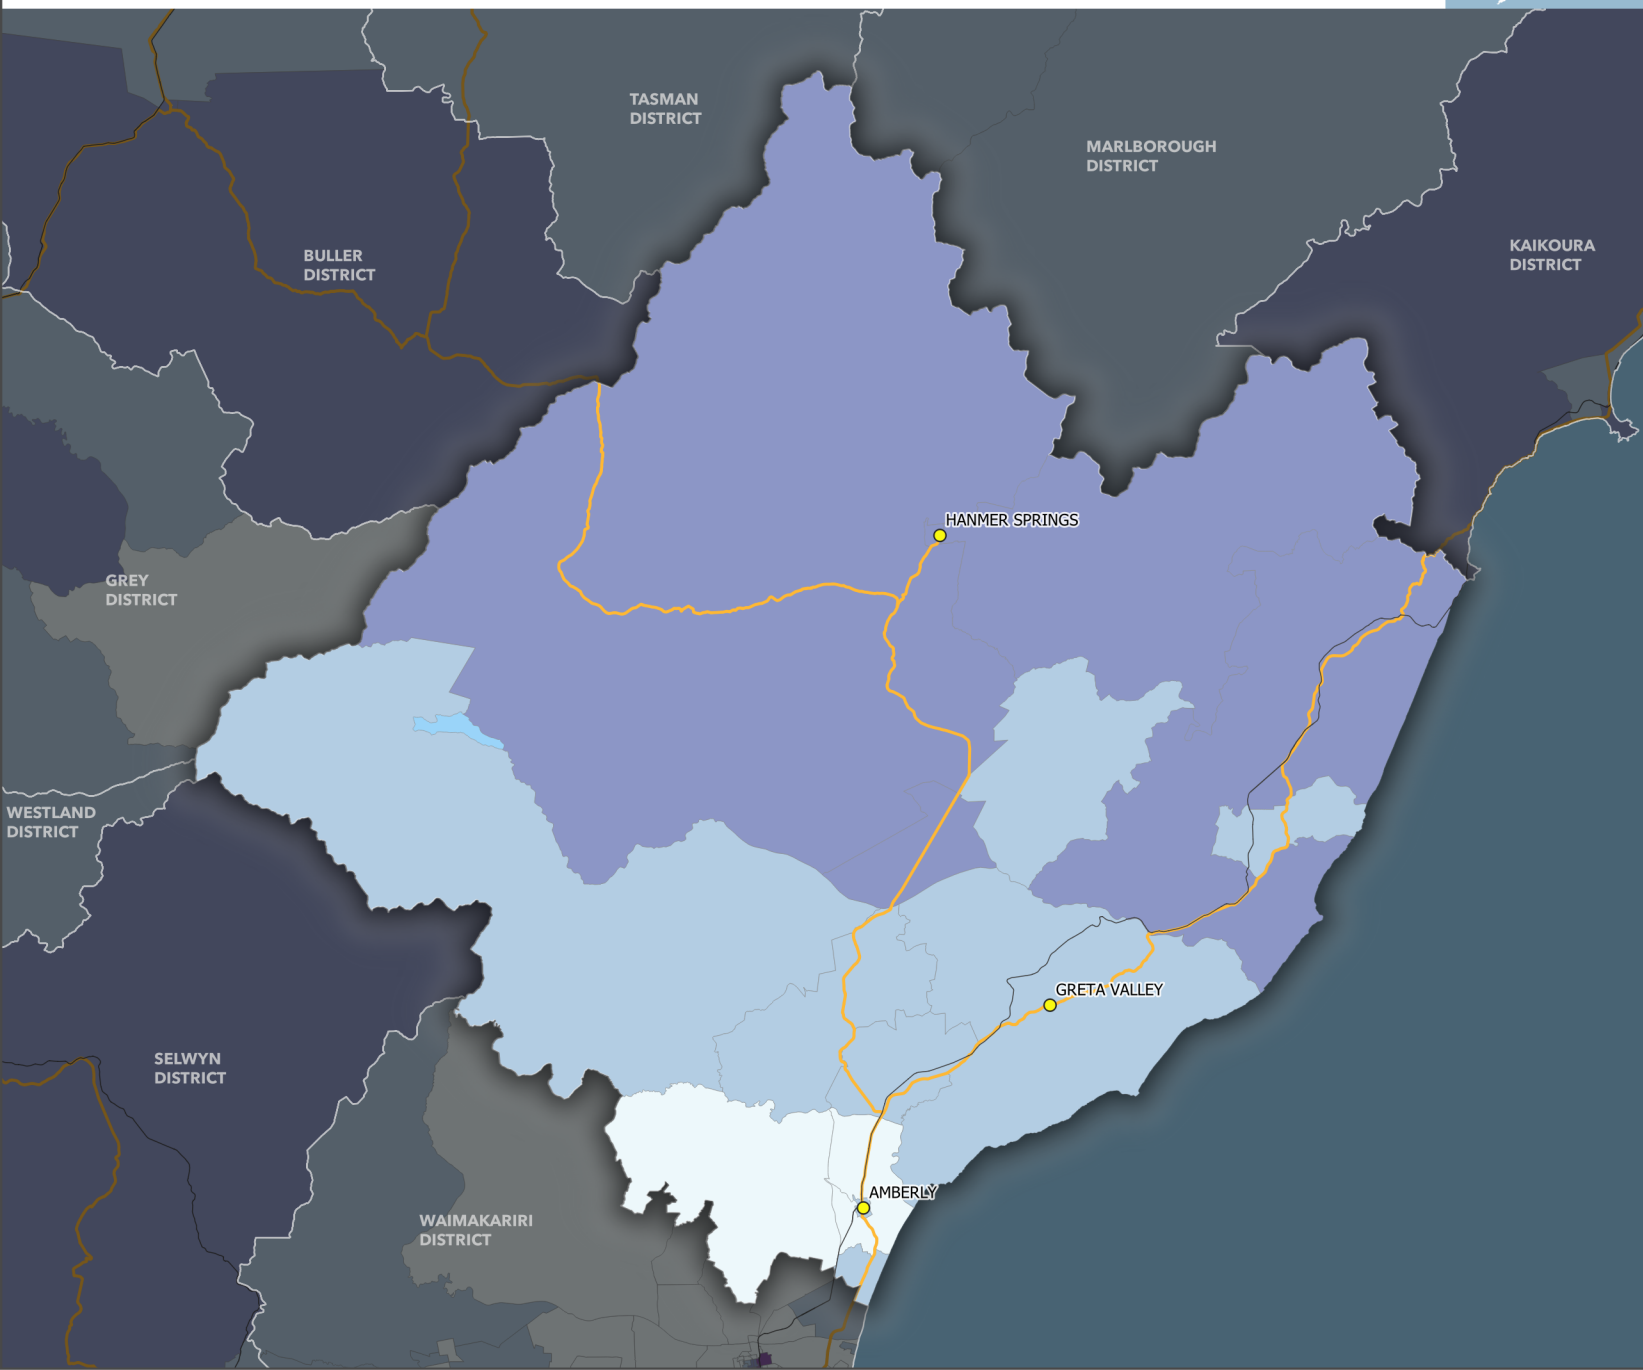 TASMAN
DISTRICT
MARLBOROUGH
DISTRICT
BULLER
DISTRICT
KAIKOURA
DISTRICT
HANMER SPRINGS
GREY
DISTRICT
WESTLAND
DISTRICT
GRETA VALLEY
SELWYN
DISTRICT
AMBERLY
WAIMAKARIRI
DISTRICT